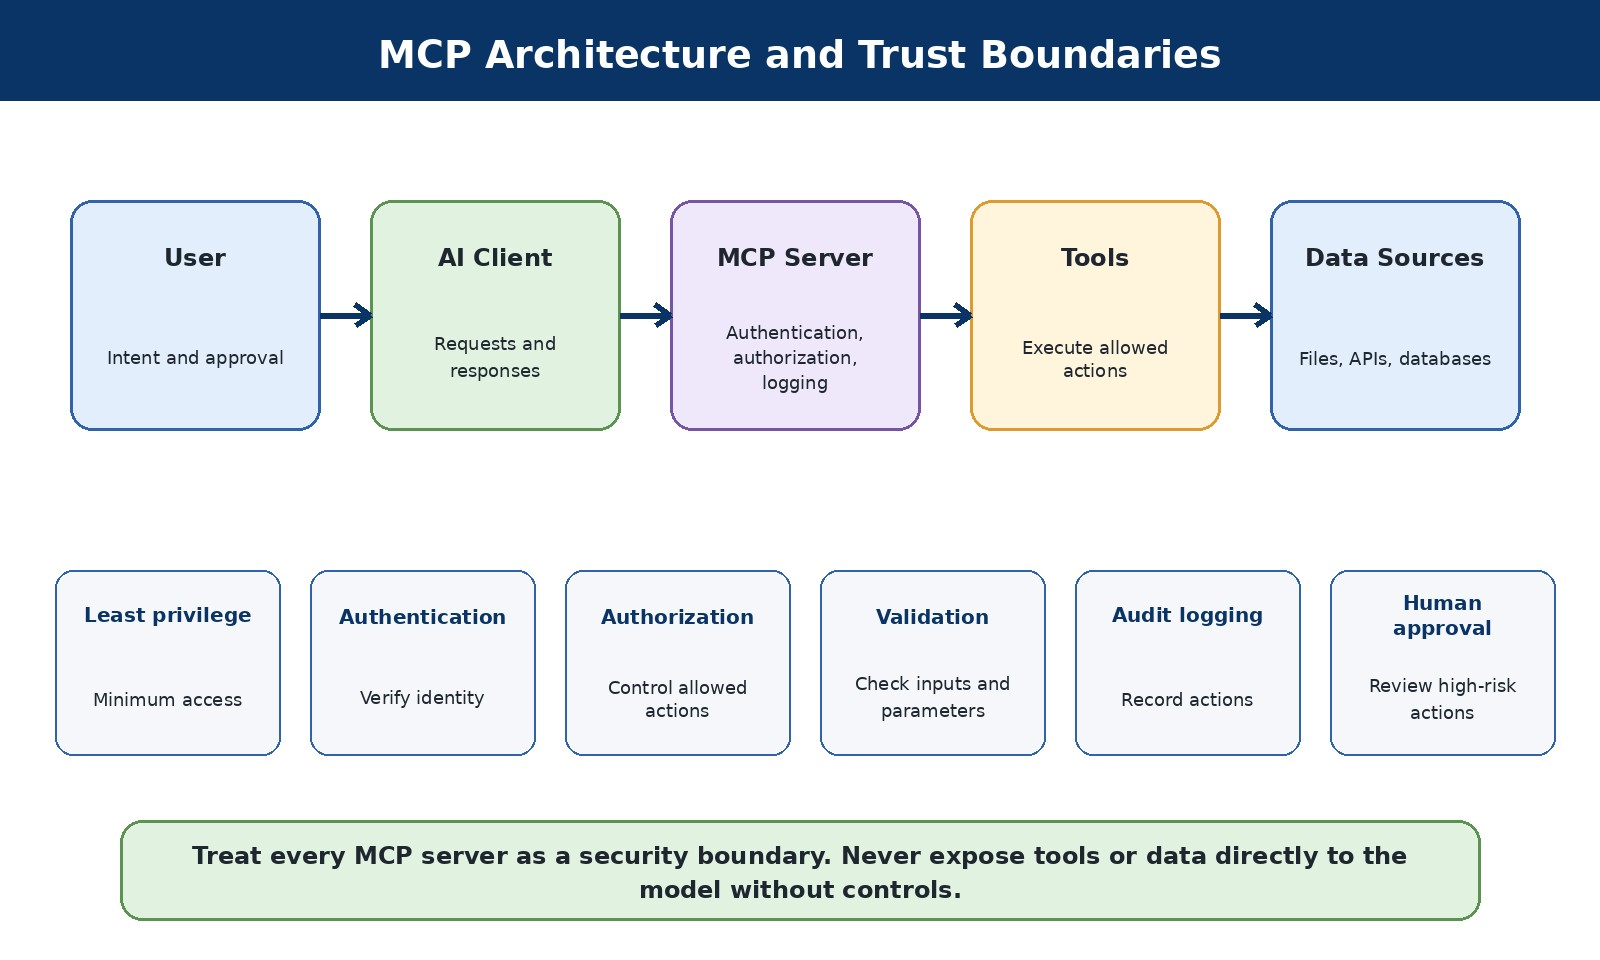 MCP Architecture and Trust Boundaries
User
Intent and approval
AI Client
Requests and
responses
MCP Server
Authentication,
authorization,
logging
Tools
Execute allowed
actions
Data Sources
Files, APIs, databases
Least privilege
Minimum access
Authentication
Verify identity
Authorization
Control allowed
actions
Validation
Check inputs and
parameters
Audit logging
Record actions
Human
approval
Review high-risk
actions
Treat every MCP server as a security boundary. Never expose tools or data directly to the
model without controls.